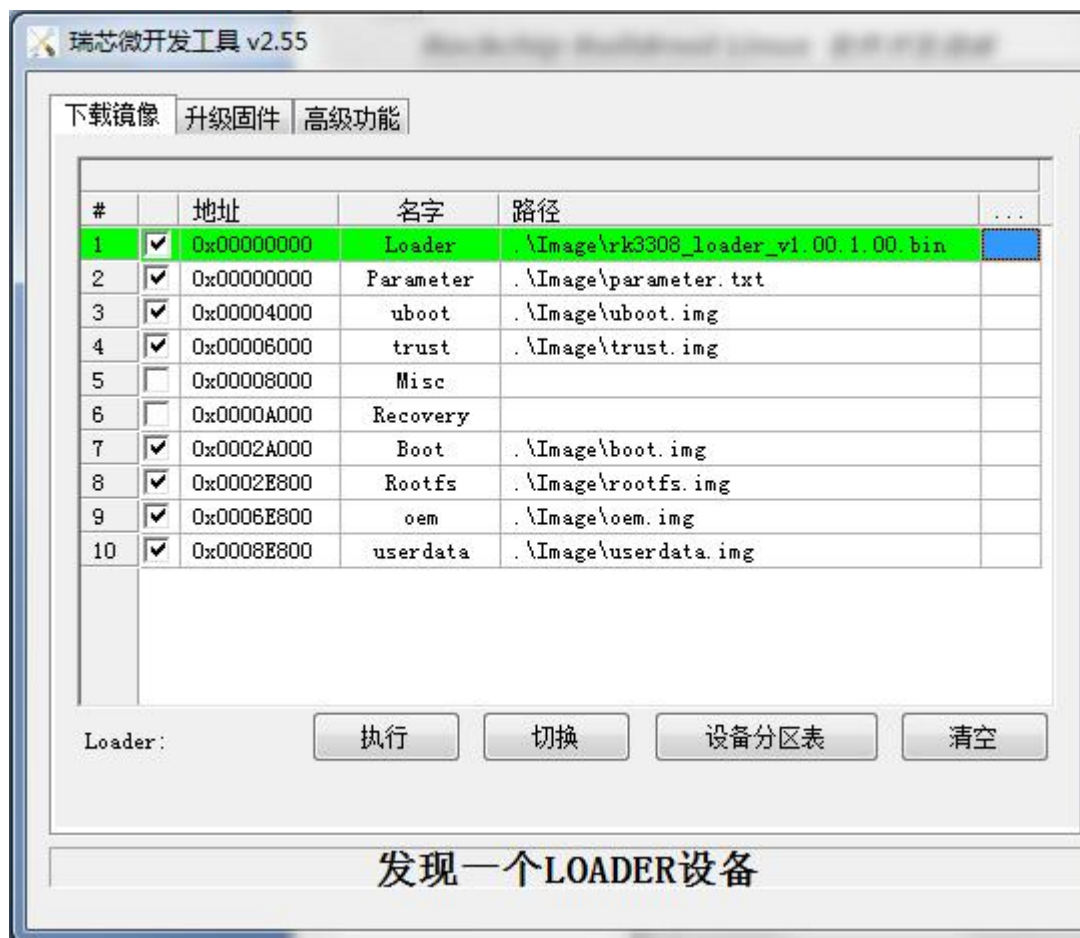 瑞芯微开发工具 v2.55
下载镜像 升级固件 高级功能
# 地址 名字 路径 ...
1 0x00000000 Loader .\Image\rk3308_loader_v1.00.1.00.bin
2 0x00000000 Parameter .\Image\parameter.txt
3 0x00004000 uboot .\Image\uboot.img
4 0x00006000 trust .\Image\trust.img
5 0x00008000 Misc
6 0x0000A000 Recovery
7 0x0002A000 Boot .\Image\boot.img
8 0x0002E800 Rootfs .\Image\rootfs.img
9 0x0006E800 oem .\Image\oem.img
10 0x0008E800 userdata .\Image\userdata.img
Loader: 执行 切换 设备分区表 清空
发现一个LOADER设备